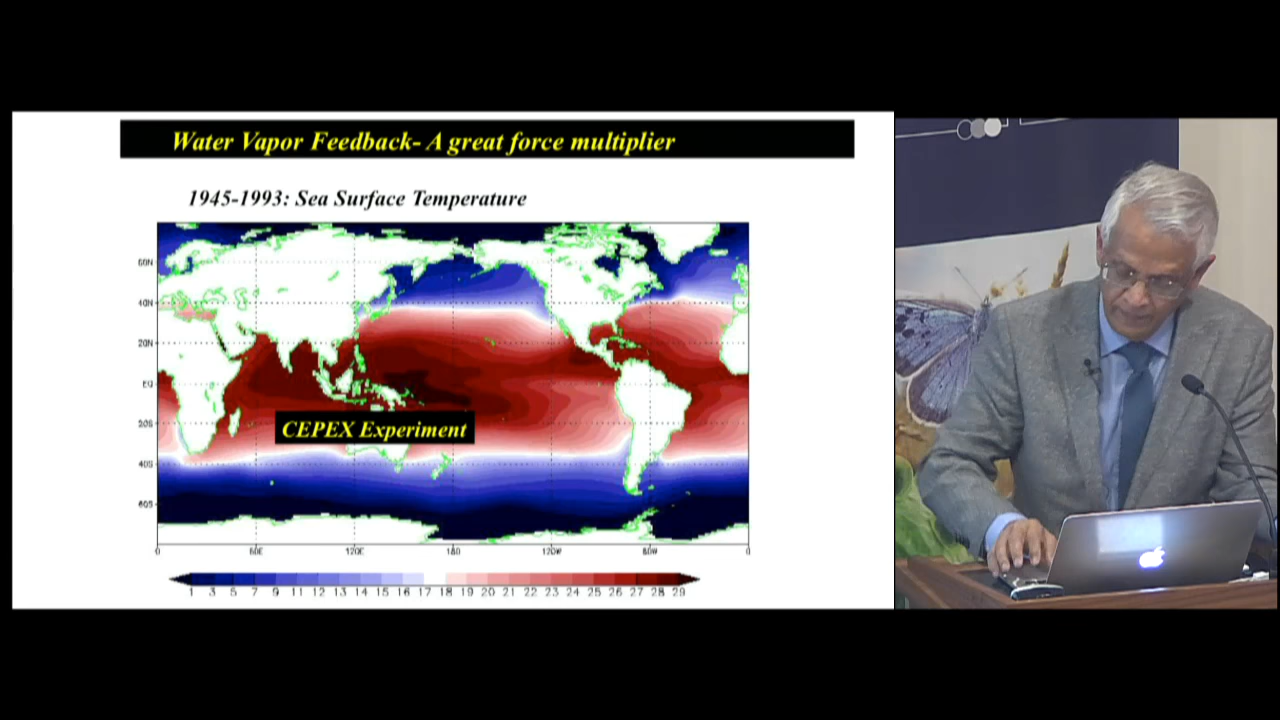 Water Vapor Feedback- A great force multiplier
1945-1993: Sea Surface Temperature
60N
40N
20N
EQ
20S
40S
60S
CEPEX Experiment
0 60E 120E 180 120W 60W 0
1 3 5 7 9 11 12 13 14 15 16 17 18 19 20 21 22 23 24 25 26 27 28 29